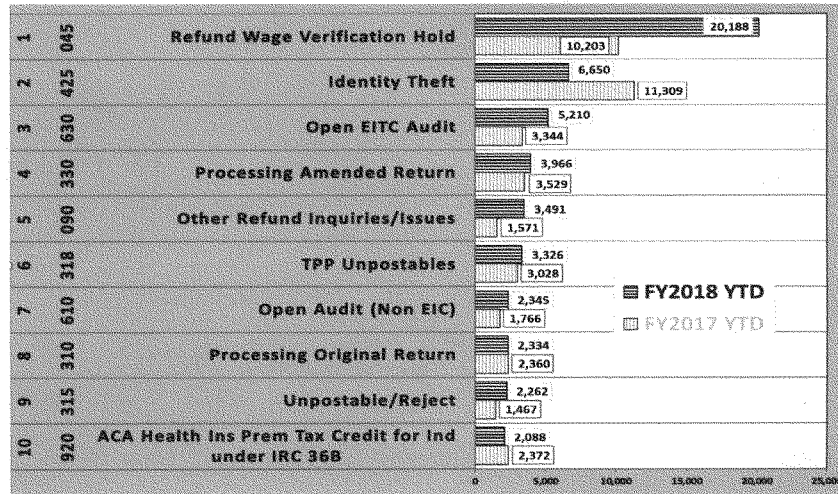 1 045 Refund Wage Verification Hold 20,188
10,203
2 425 Identity Theft 6,650
11,309
3 630 Open EITC Audit 5,210
3,344
4 330 Processing Amended Return 3,966
3,529
5 090 Other Refund Inquiries/Issues 3,491
1,571
6 318 TPP Unpostables 3,326
3,028
FY2018 YTD
7 610 Open Audit (Non EIC) 2,345
1,766
FY2017 YTD
8 310 Processing Original Return 2,334
2,360
9 315 Unpostable/Reject 2,262
1,467
10 920 ACA Health Ins Prem Tax Credit for Ind 2,088
under IRC 36B 2,372
0 5,000 10,000 15,000 20,000